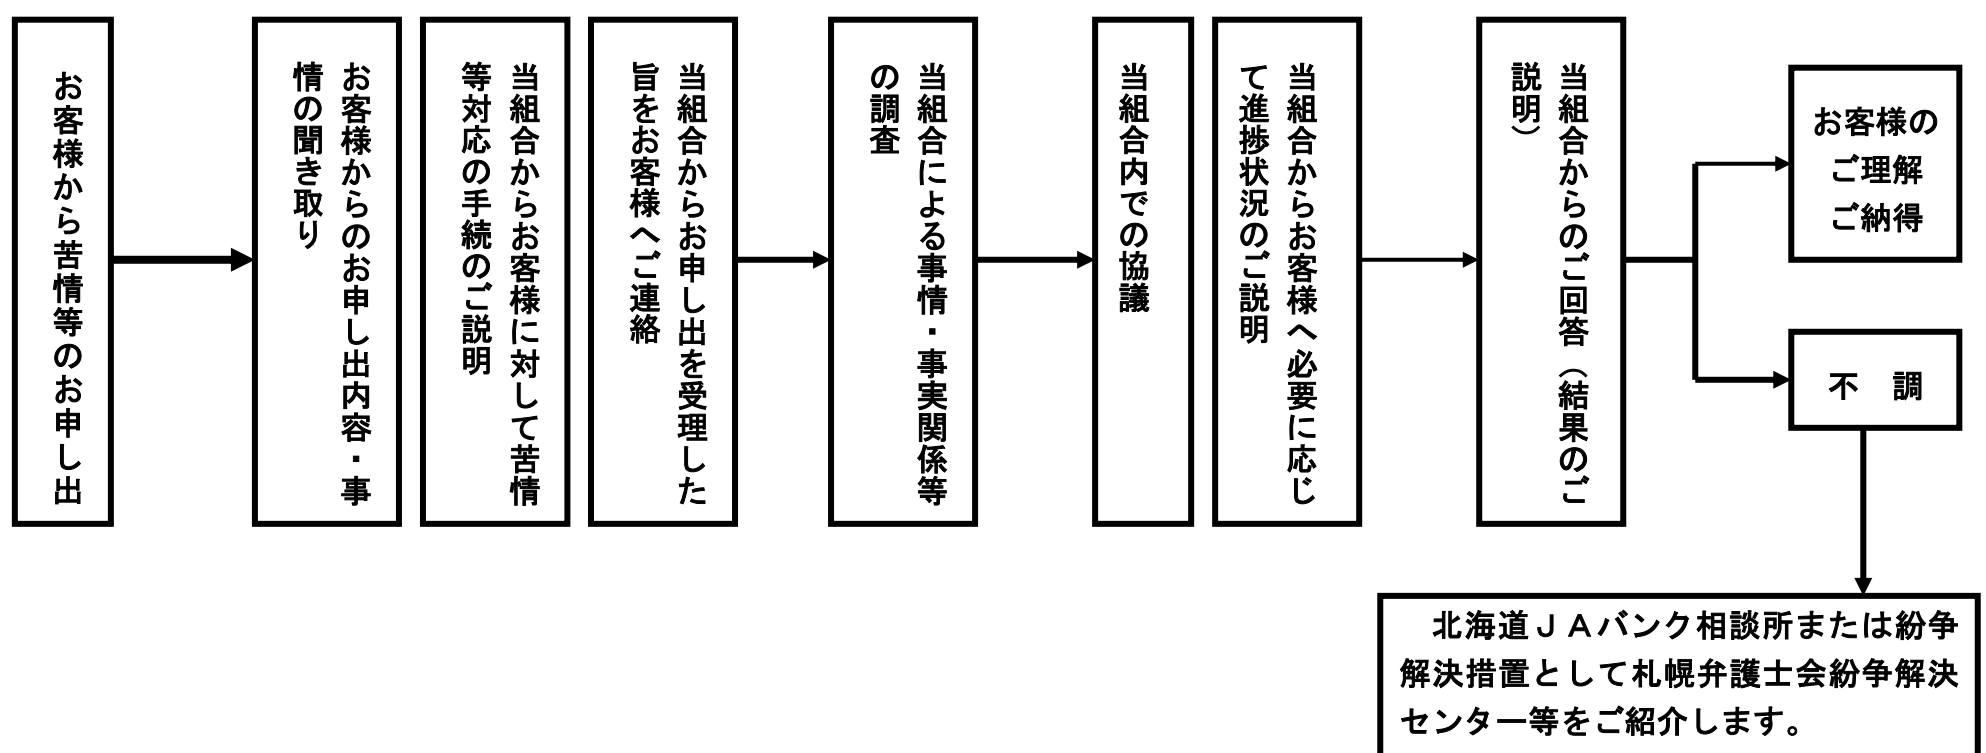 お客様から苦情等のお申し出
お客様からのお申し出内容・事
情の聞き取り
当組合からお客様に対して苦情
等対応の手続のご説明
当組合からお申し出を受理した
旨をお客様へご連絡
当組合による事情・事実関係等
の調査
当組合内での協議
当組合からお客様へ必要に応じ
て進捗状況のご説明
当組合からのご回答（結果のご
説明）
お客様の
ご理解
ご納得
不　調
北海道ＪＡバンク相談所または紛争
解決措置として札幌弁護士会紛争解決
センター等をご紹介します。